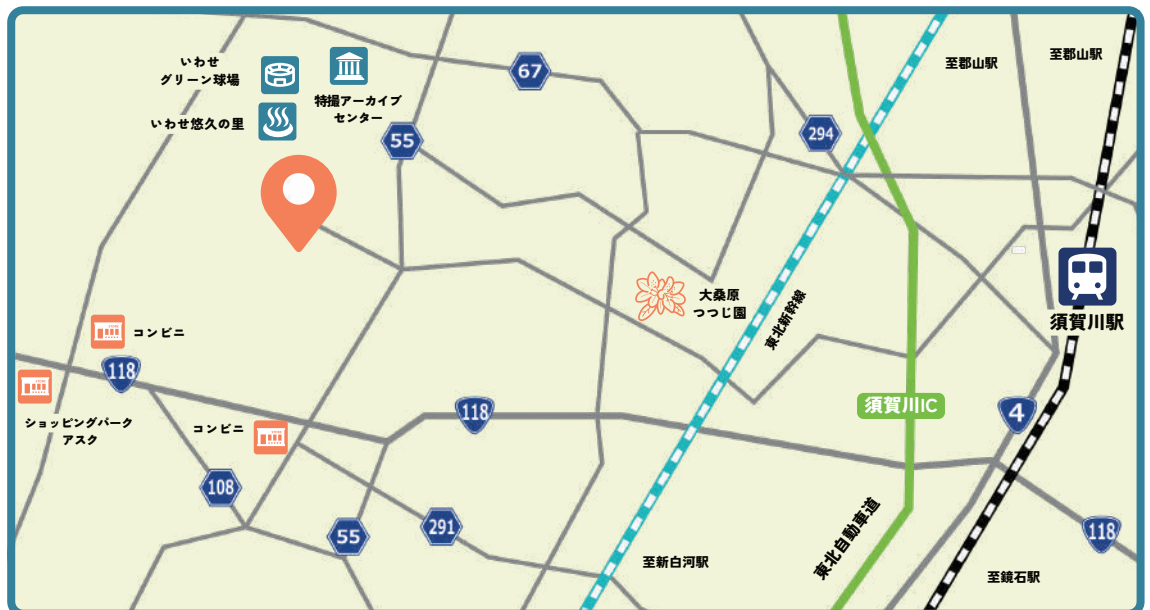 いわせ
グリーン球場
特撮アーカイブ
センター
いわせ悠久の里
67
55
294
至郡山駅
至郡山駅
大桑原
つつじ園
東北新幹線
須賀川駅
コンビニ
118
ショッピングパーク
アスク
コンビニ
118
須賀川IC
4
108
55
291
118
至新白河駅
東北自動車道
至鏡石駅